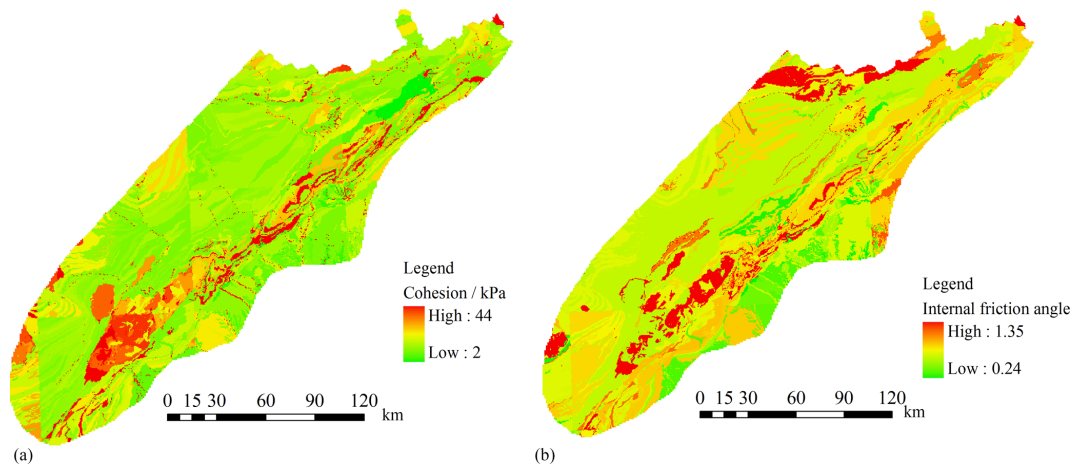 Legend
Cohesion / kPa
High : 44
Low : 2
0 15 30 60 90 120
km
(a)
Legend
Internal friction angle
High : 1.35
Low : 0.24
0 15 30 60 90 120
km
(b)